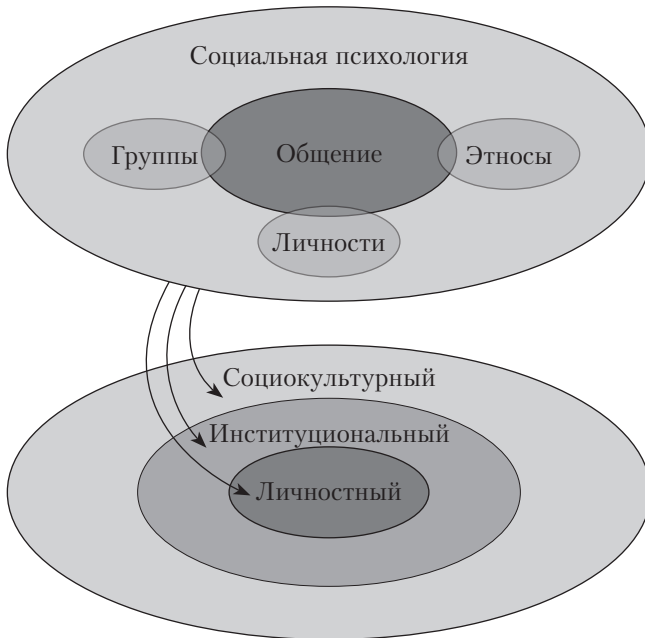 Социальная психология
Группы Общение Этносы
Личности
Социокультурный
Институциональный
Личностный